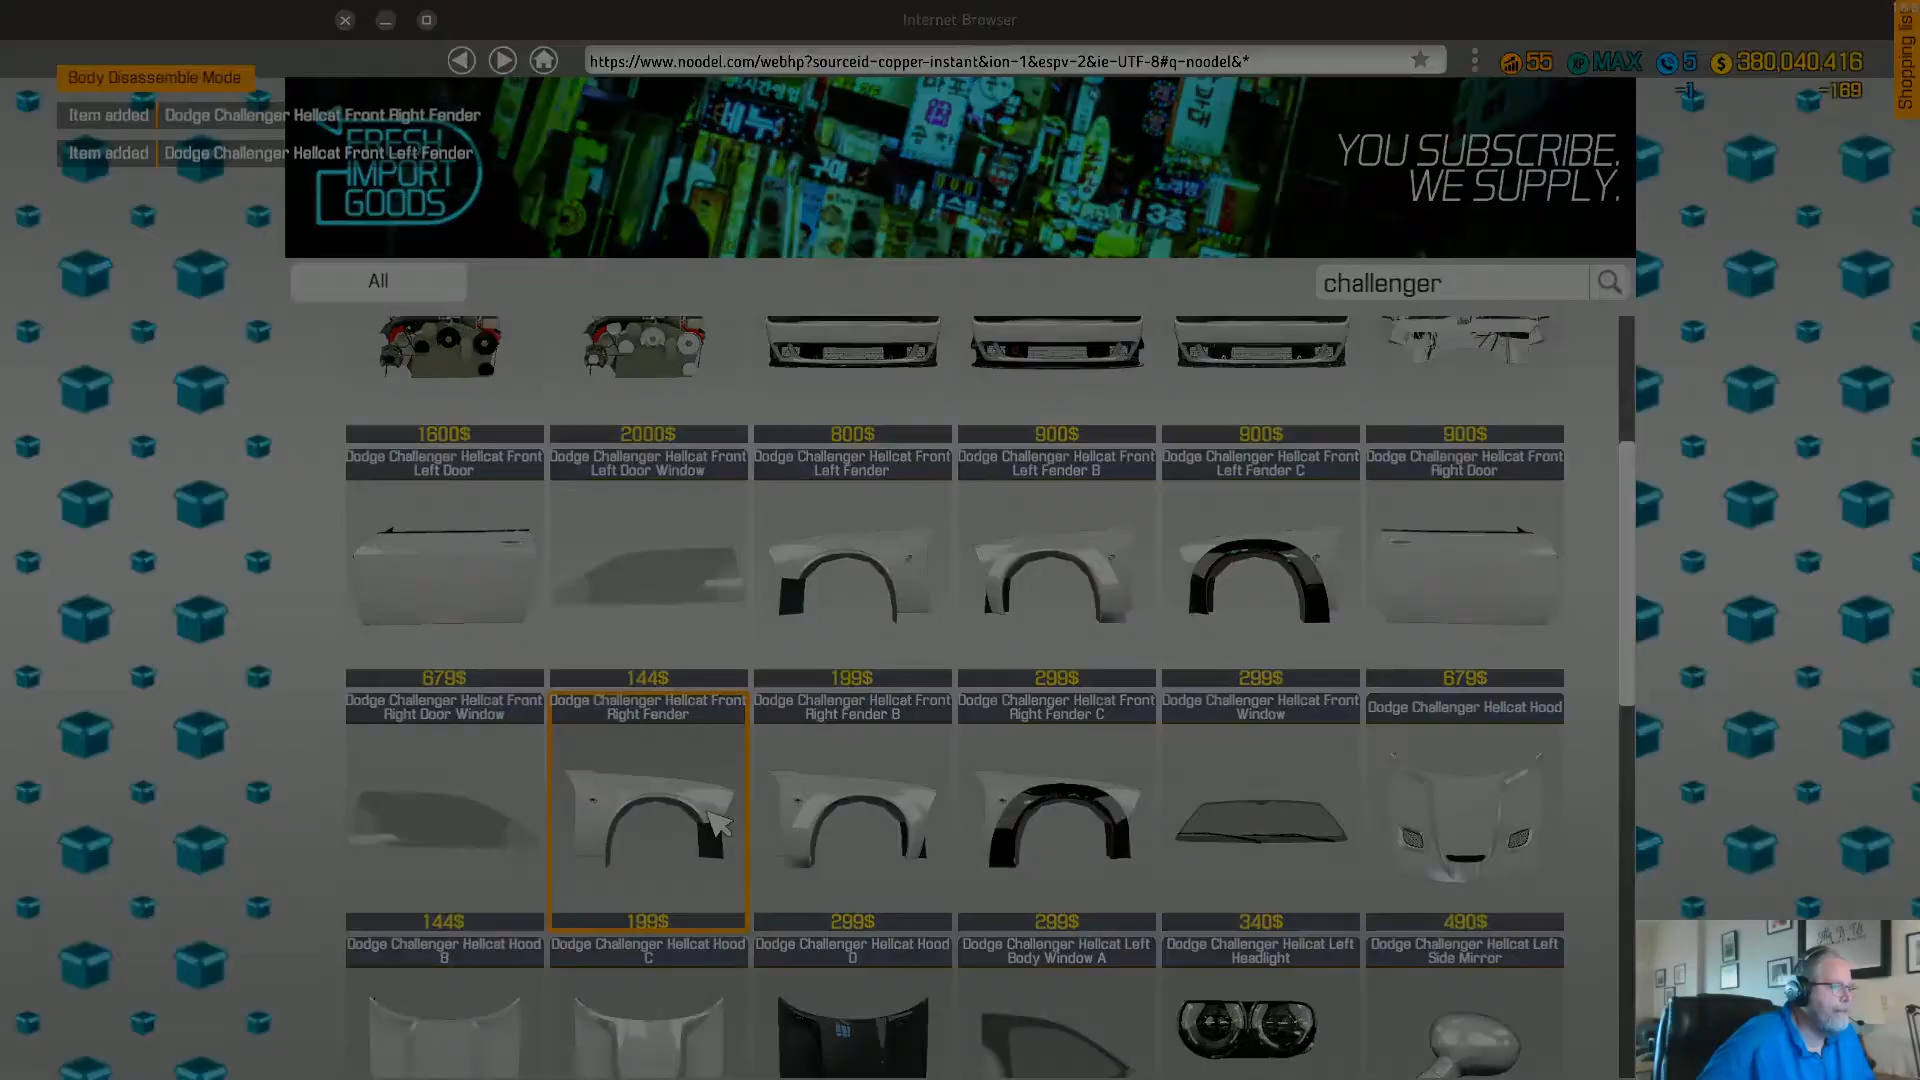 Internet Browser
https://www.noodel.com/webhp?sourceid-copper-instant&ion-1&espv-2&ie-UTF-8#q-noodel&*
55
XP MAX
5
$ 380,040,416
-1
-169
Shopping list
Body Disassemble Mode
Item added Dodge Challenger Hellcat Front Right Fender
Item added Dodge Challenger Hellcat Front Left Fender
FRESH
IMPORT
GOODS
YOU SUBSCRIBE.
WE SUPPLY.
All
challenger
1600$ 2000$ 800$ 900$ 900$ 900$
Dodge Challenger Hellcat Front Left Door
Dodge Challenger Hellcat Front Left Door Window
Dodge Challenger Hellcat Front Left Fender
Dodge Challenger Hellcat Front Left Fender B
Dodge Challenger Hellcat Front Left Fender C
Dodge Challenger Hellcat Front Right Door
679$ 144$ 199$ 299$ 299$ 679$
Dodge Challenger Hellcat Front Right Door Window
Dodge Challenger Hellcat Front Right Fender
Dodge Challenger Hellcat Front Right Fender B
Dodge Challenger Hellcat Front Right Fender C
Dodge Challenger Hellcat Front Window
Dodge Challenger Hellcat Hood
144$ 199$ 299$ 299$ 340$ 490$
Dodge Challenger Hellcat Hood B
Dodge Challenger Hellcat Hood C
Dodge Challenger Hellcat Hood D
Dodge Challenger Hellcat Left Body Window A
Dodge Challenger Hellcat Left Headlight
Dodge Challenger Hellcat Left Side Mirror